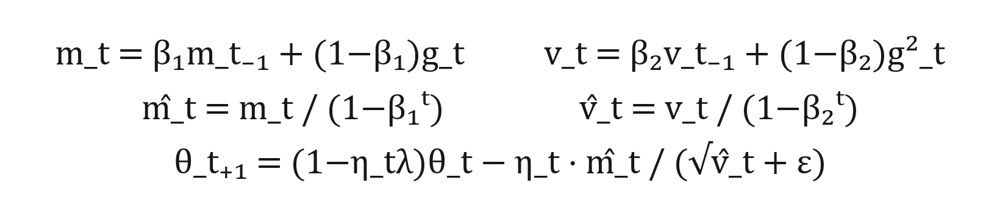 m_t = β₁m_t₋₁ + (1−β₁)g_t v_t = β₂v_t₋₁ + (1−β₂)g²_t
m̂_t = m_t / (1−β₁ᵗ) v̂_t = v_t / (1−β₂ᵗ)
θ_t₊₁ = (1−η_tλ)θ_t − η_t · m̂_t / (√v̂_t + ε)